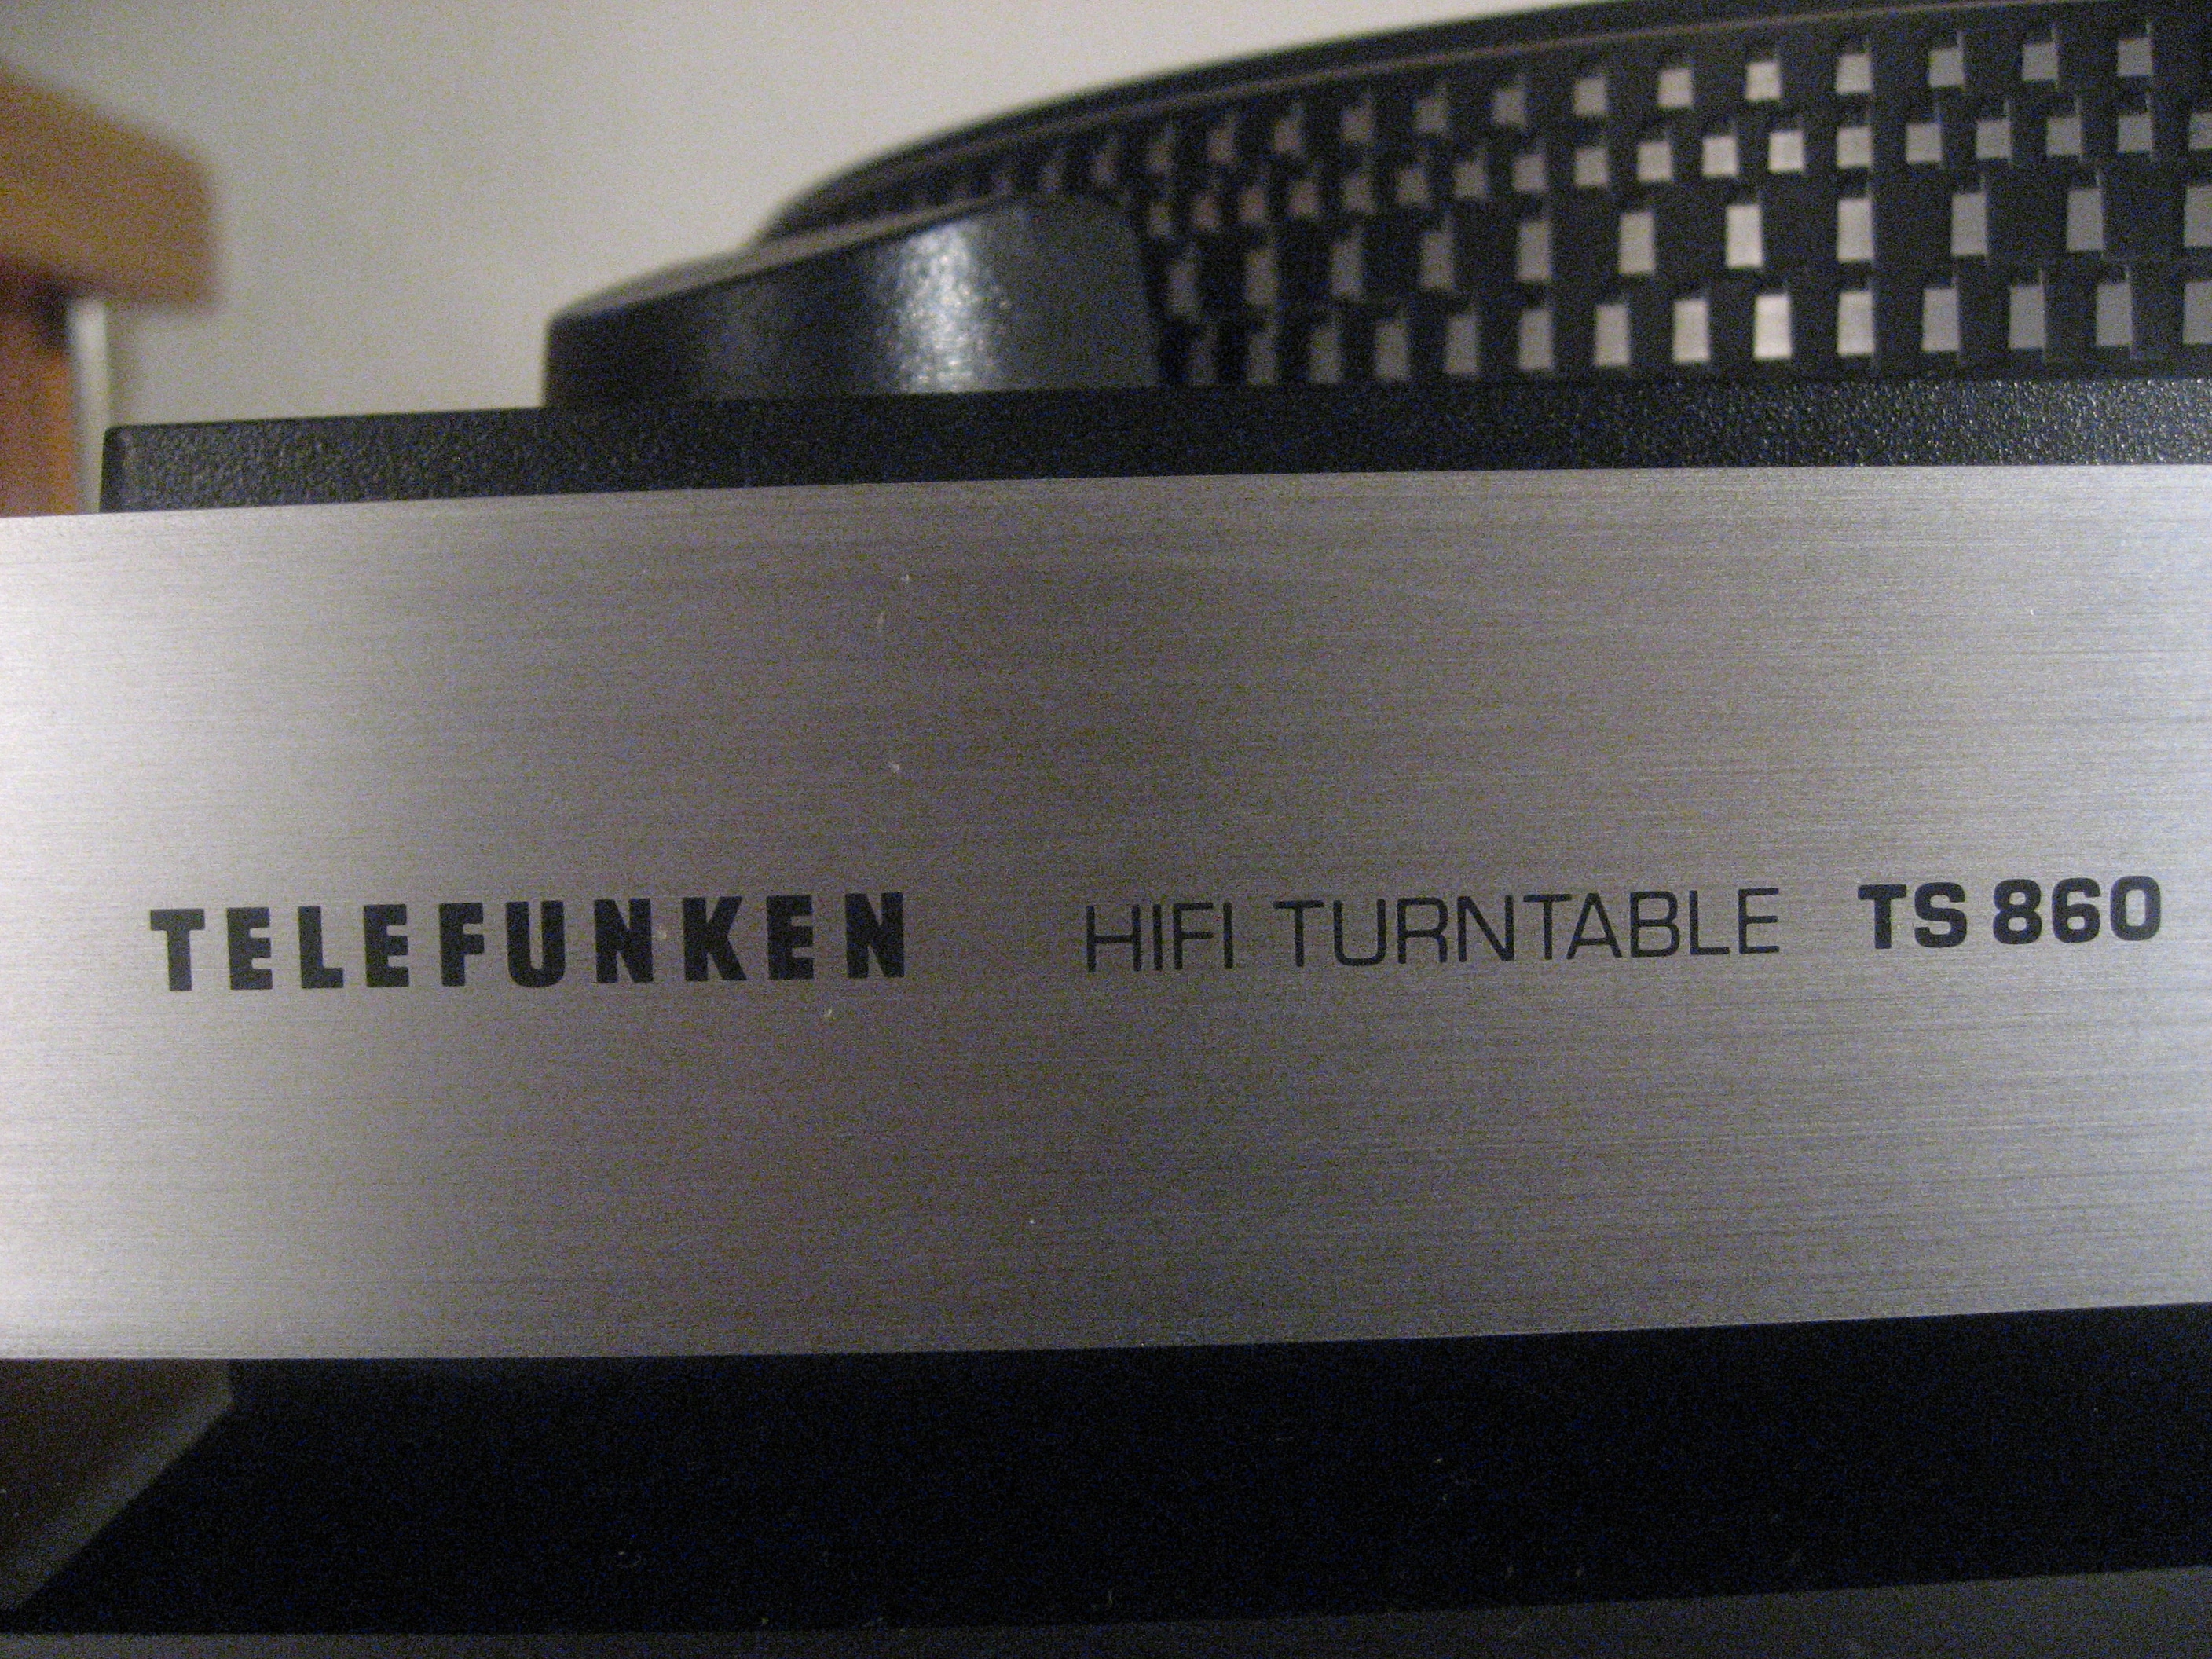 TELEFUNKEN HIFI TURNTABLE TS 860